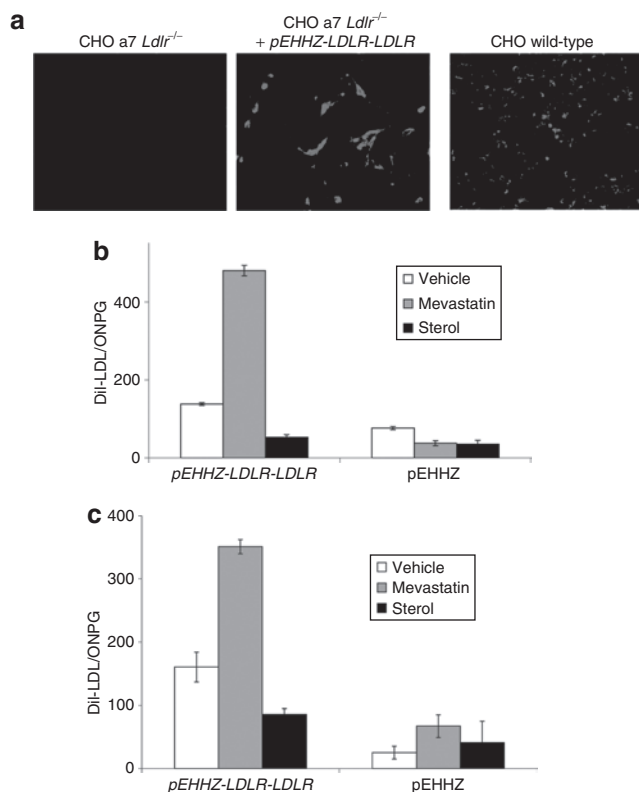 a
CHO a7 Ldlr–/–
CHO a7 Ldlr–/–
+ pEHHZ-LDLR-LDLR
CHO wild-type
b
DiI-LDL/ONPG
400
200
0
Vehicle
Mevastatin
Sterol
pEHHZ-LDLR-LDLR
pEHHZ
c
DiI-LDL/ONPG
400
300
200
100
0
Vehicle
Mevastatin
Sterol
pEHHZ-LDLR-LDLR
pEHHZ